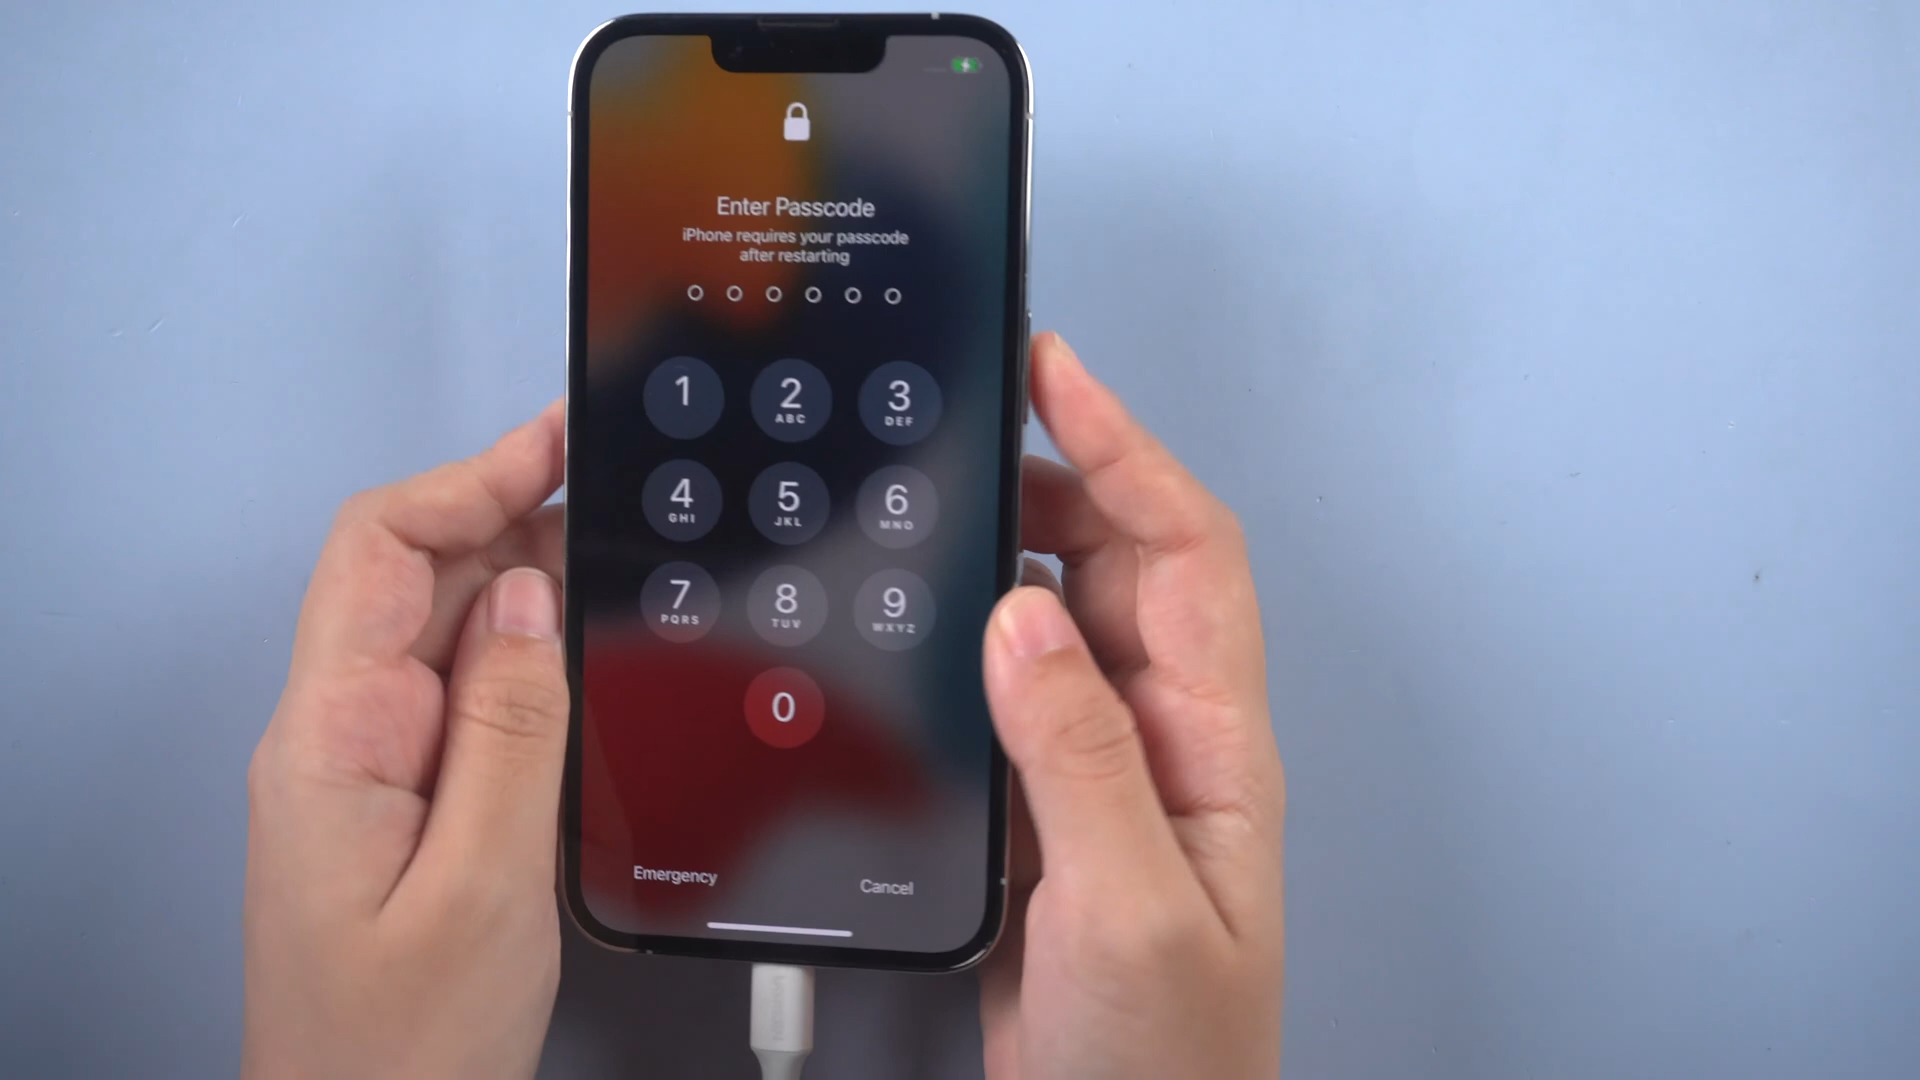 Enter Passcode
iPhone requires your passcode
after restarting
1
2
ABC
3
DEF
4
GHI
5
JKL
6
MNO
7
PQRS
8
TUV
9
WXYZ
0
Emergency
Cancel